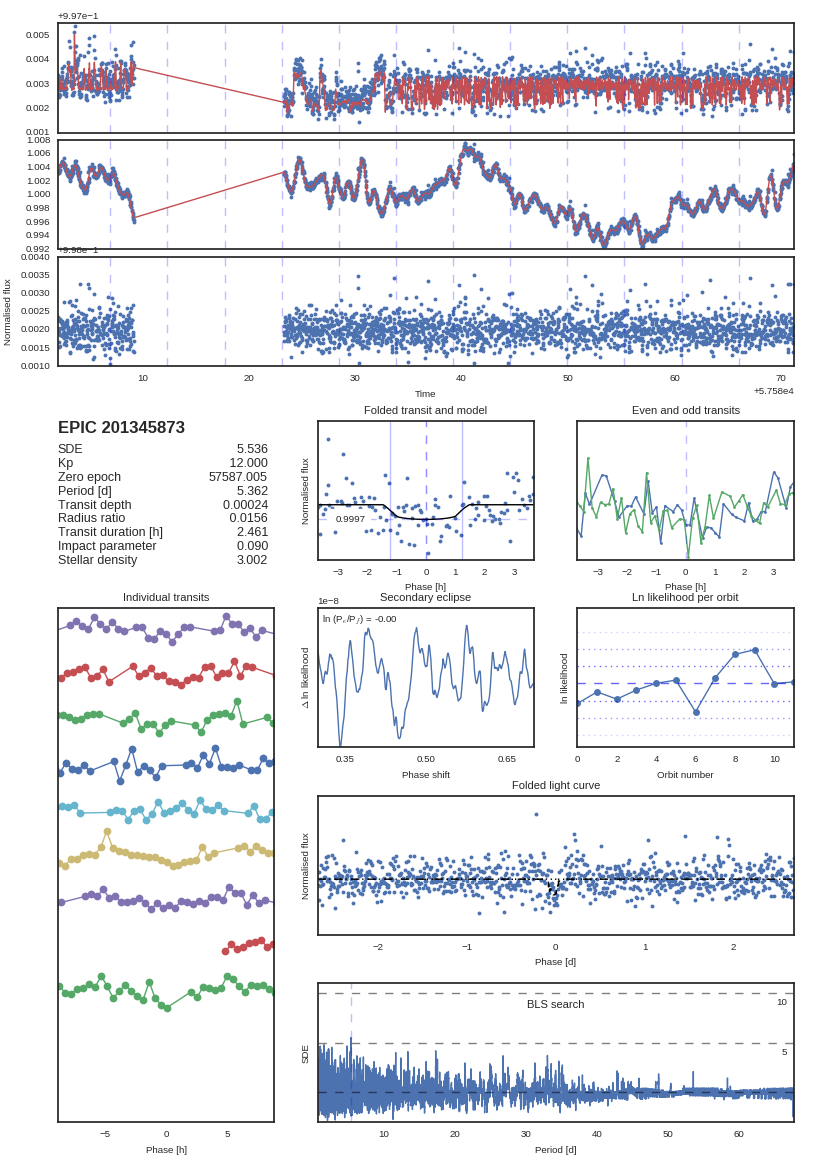 +9.97e−1
0.005
0.004
0.003
0.002
0.001
1.008
1.006
1.004
1.002
1.000
0.998
0.996
0.994
0.992
+9.98e−1
0.0040
0.0035
0.0030
0.0025
0.0020
0.0015
0.0010
Normalised flux
10 20 30 40 50 60 70
Time
+5.758e4
EPIC 201345873
SDE 5.536
Kp 12.000
Zero epoch 57587.005
Period [d] 5.362
Transit depth 0.00024
Radius ratio 0.0156
Transit duration [h] 2.461
Impact parameter 0.090
Stellar density 3.002
Folded transit and model
Normalised flux
0.9997
−3 −2 −1 0 1 2 3
Phase [h]
Even and odd transits
−3 −2 −1 0 1 2 3
Phase [h]
Individual transits
−5 0 5
Phase [h]
Secondary eclipse
1e−8
ln (Pₑ/P𝑓) = -0.00
Δ ln likelihood
0.35 0.50 0.65
Phase shift
Ln likelihood per orbit
ln likelihood
0 2 4 6 8 10
Orbit number
Folded light curve
Normalised flux
−2 −1 0 1 2
Phase [d]
BLS search
10
5
SDE
10 20 30 40 50 60
Period [d]